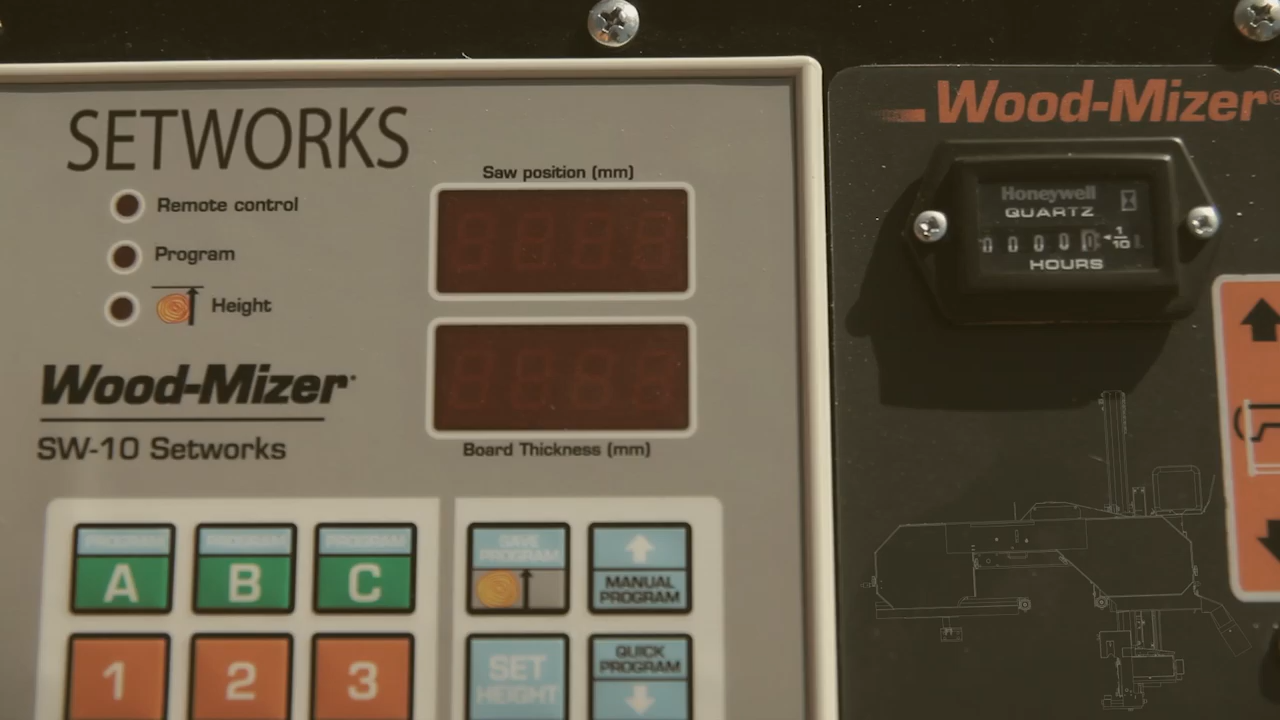 SETWORKS
Remote control
Program
Height
Wood-Mizer
SW-10 Setworks
Saw position (mm)
Board Thickness (mm)
PROGRAM
A
PROGRAM
B
PROGRAM
C
SAVE
PROGRAM
MANUAL
PROGRAM
1
2
3
SET
HEIGHT
QUICK
PROGRAM
Wood-Mizer®
Honeywell
QUARTZ
0 0 0 0 0
1/10
HOURS